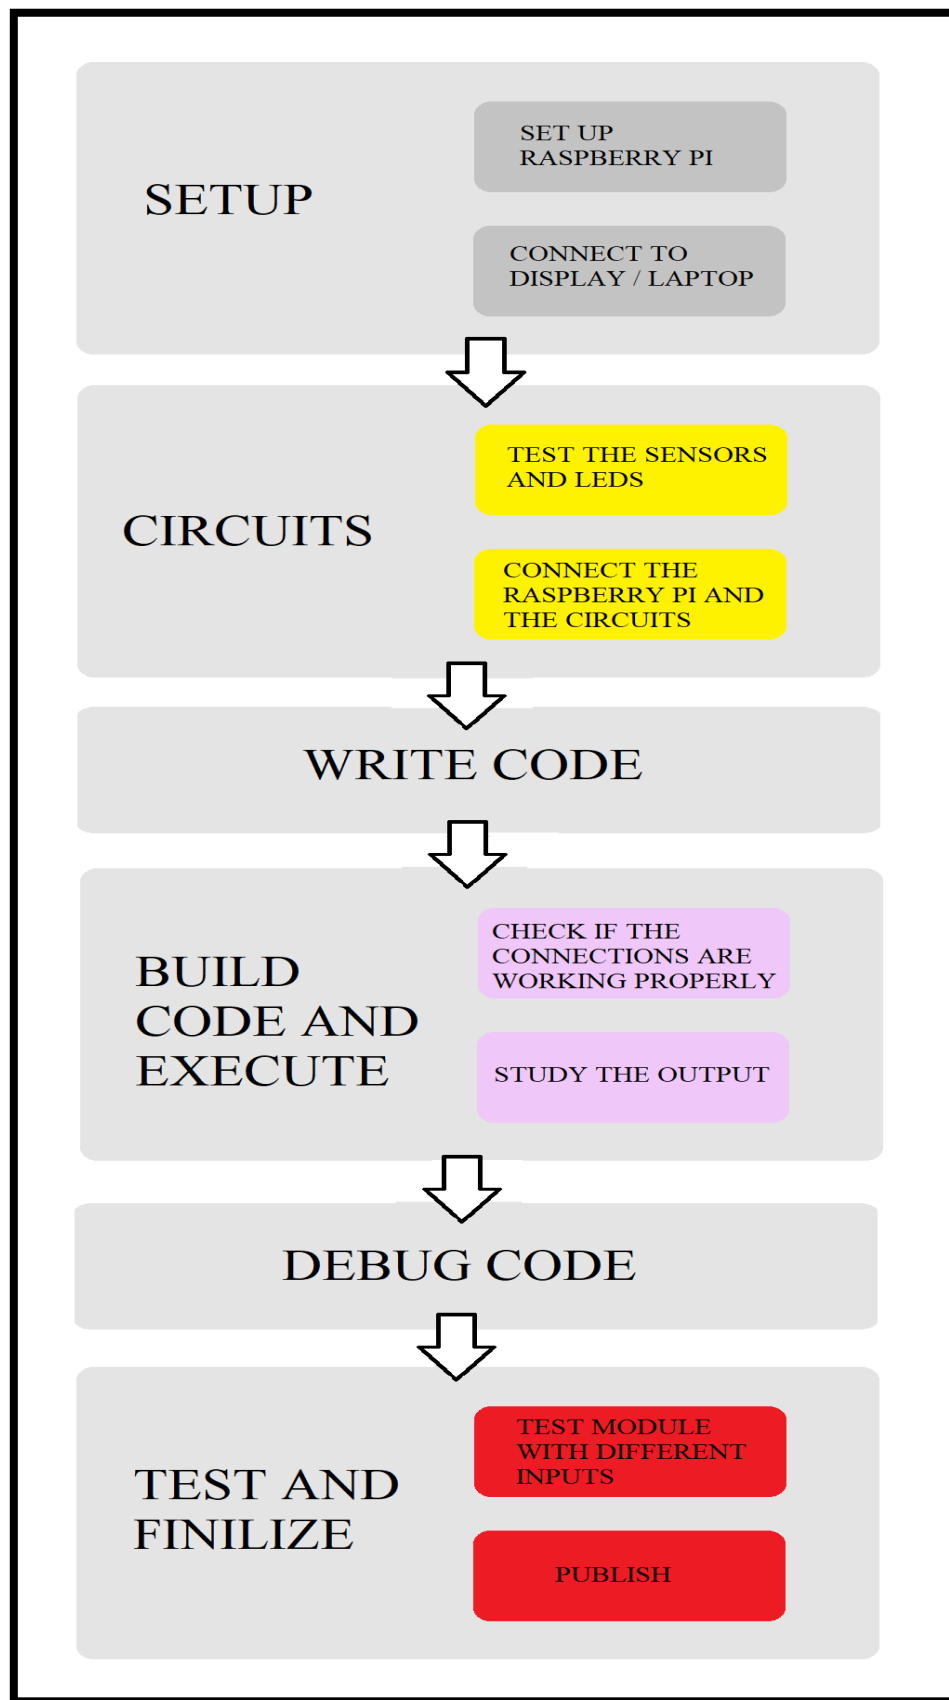 SETUP
SET UP
RASPBERRY PI
CONNECT TO
DISPLAY / LAPTOP
CIRCUITS
TEST THE SENSORS
AND LEDS
CONNECT THE
RASPBERRY PI AND
THE CIRCUITS
WRITE CODE
BUILD
CODE AND
EXECUTE
CHECK IF THE
CONNECTIONS ARE
WORKING PROPERLY
STUDY THE OUTPUT
DEBUG CODE
TEST AND
FINILIZE
TEST MODULE
WITH DIFFERENT
INPUTS
PUBLISH